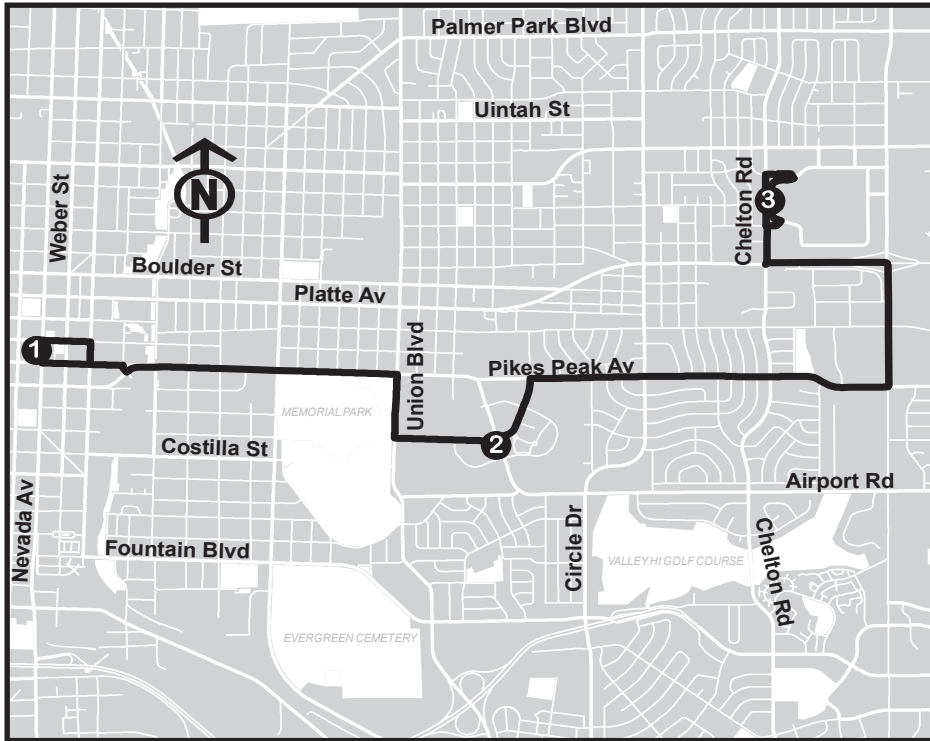 Palmer Park Blvd
Uintah St
N
Weber St
Chelton Rd
3
Boulder St
Platte Av
1
Union Blvd
Pikes Peak Av
MEMORIAL PARK
2
Costilla St
Airport Rd
Nevada Av
Fountain Blvd
Circle Dr
VALLEY HI GOLF COURSE
Chelton Rd
EVERGREEN CEMETERY